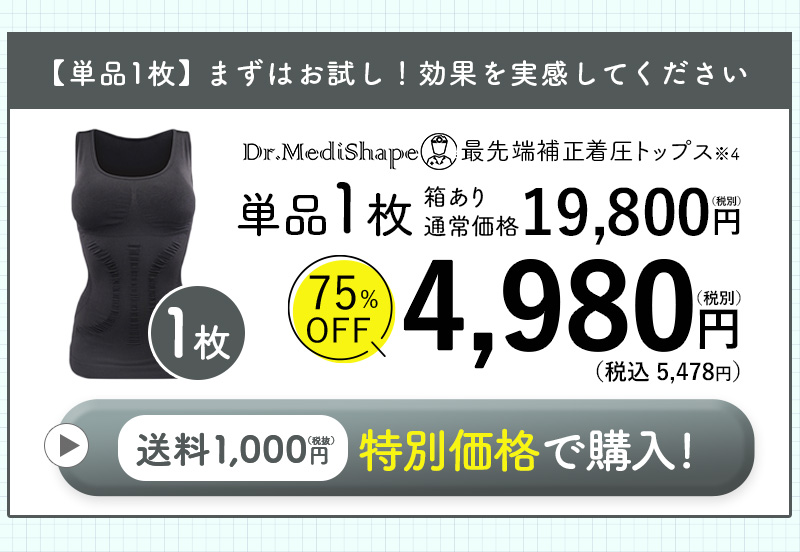 【単品1枚】まずはお試し！効果を実感してください
Dr.MediShape 最先端補正着圧トップス※4
単品1枚 箱あり 通常価格 19,800円(税別)
1枚
75%OFF 4,980円(税別)
(税込 5,478円)
送料1,000円(税抜) 特別価格で購入！